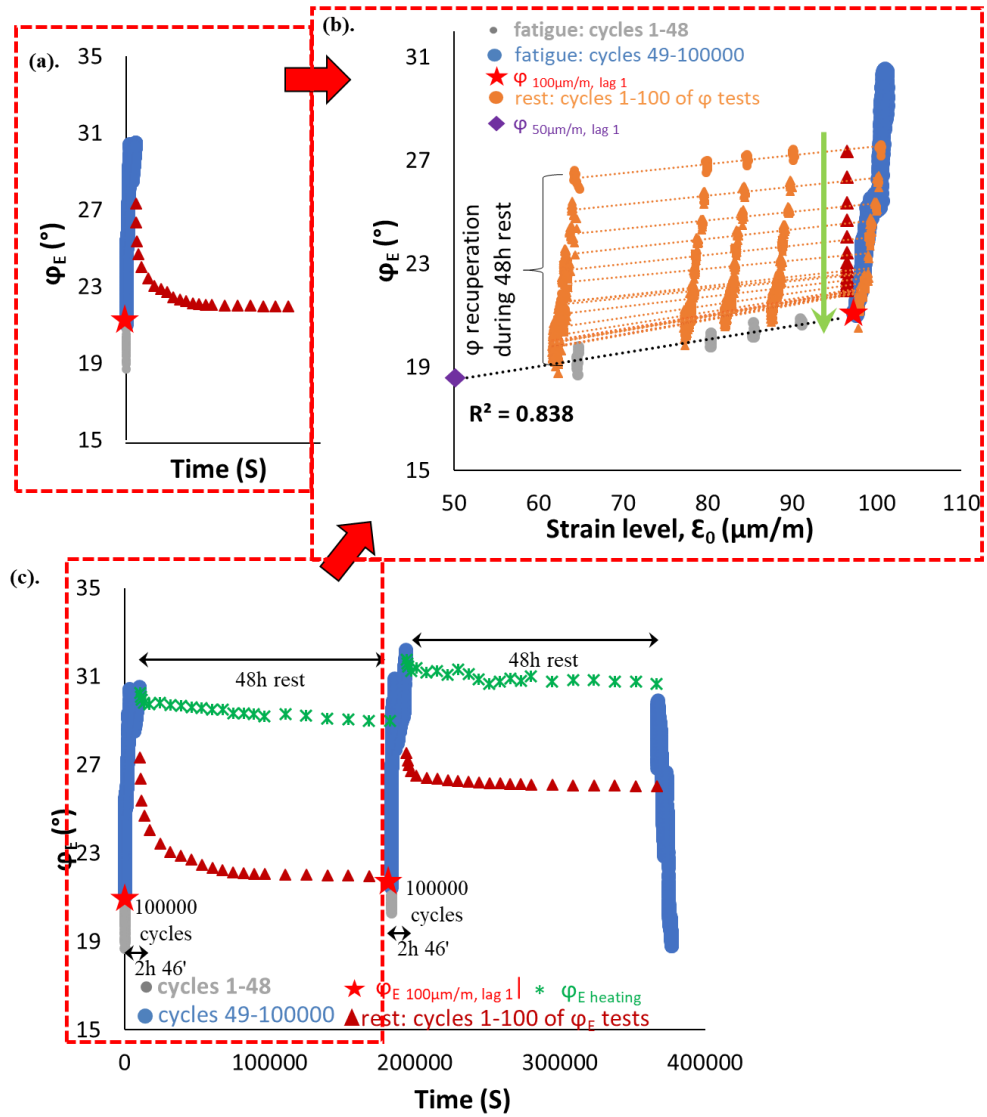 (a).
35
31
27
23
19
15
φE (°)
Time (S)
(b).
fatigue: cycles 1-48
fatigue: cycles 49-100000
φ 100μm/m, lag 1
rest: cycles 1-100 of φ tests
φ 50μm/m, lag 1
31
27
23
19
15
φE (°)
φ recuperation
during 48h rest
R² = 0.838
50 60 70 80 90 100 110
Strain level, Ɛ0 (μm/m)
(c).
35
31
27
23
19
15
φE (°)
48h rest
48h rest
100000
cycles
2h 46'
100000
cycles
2h 46'
cycles 1-48
φE 100μm/m, lag 1
* φE heating
cycles 49-100000
rest: cycles 1-100 of φE tests
0 100000 200000 300000 400000
Time (S)